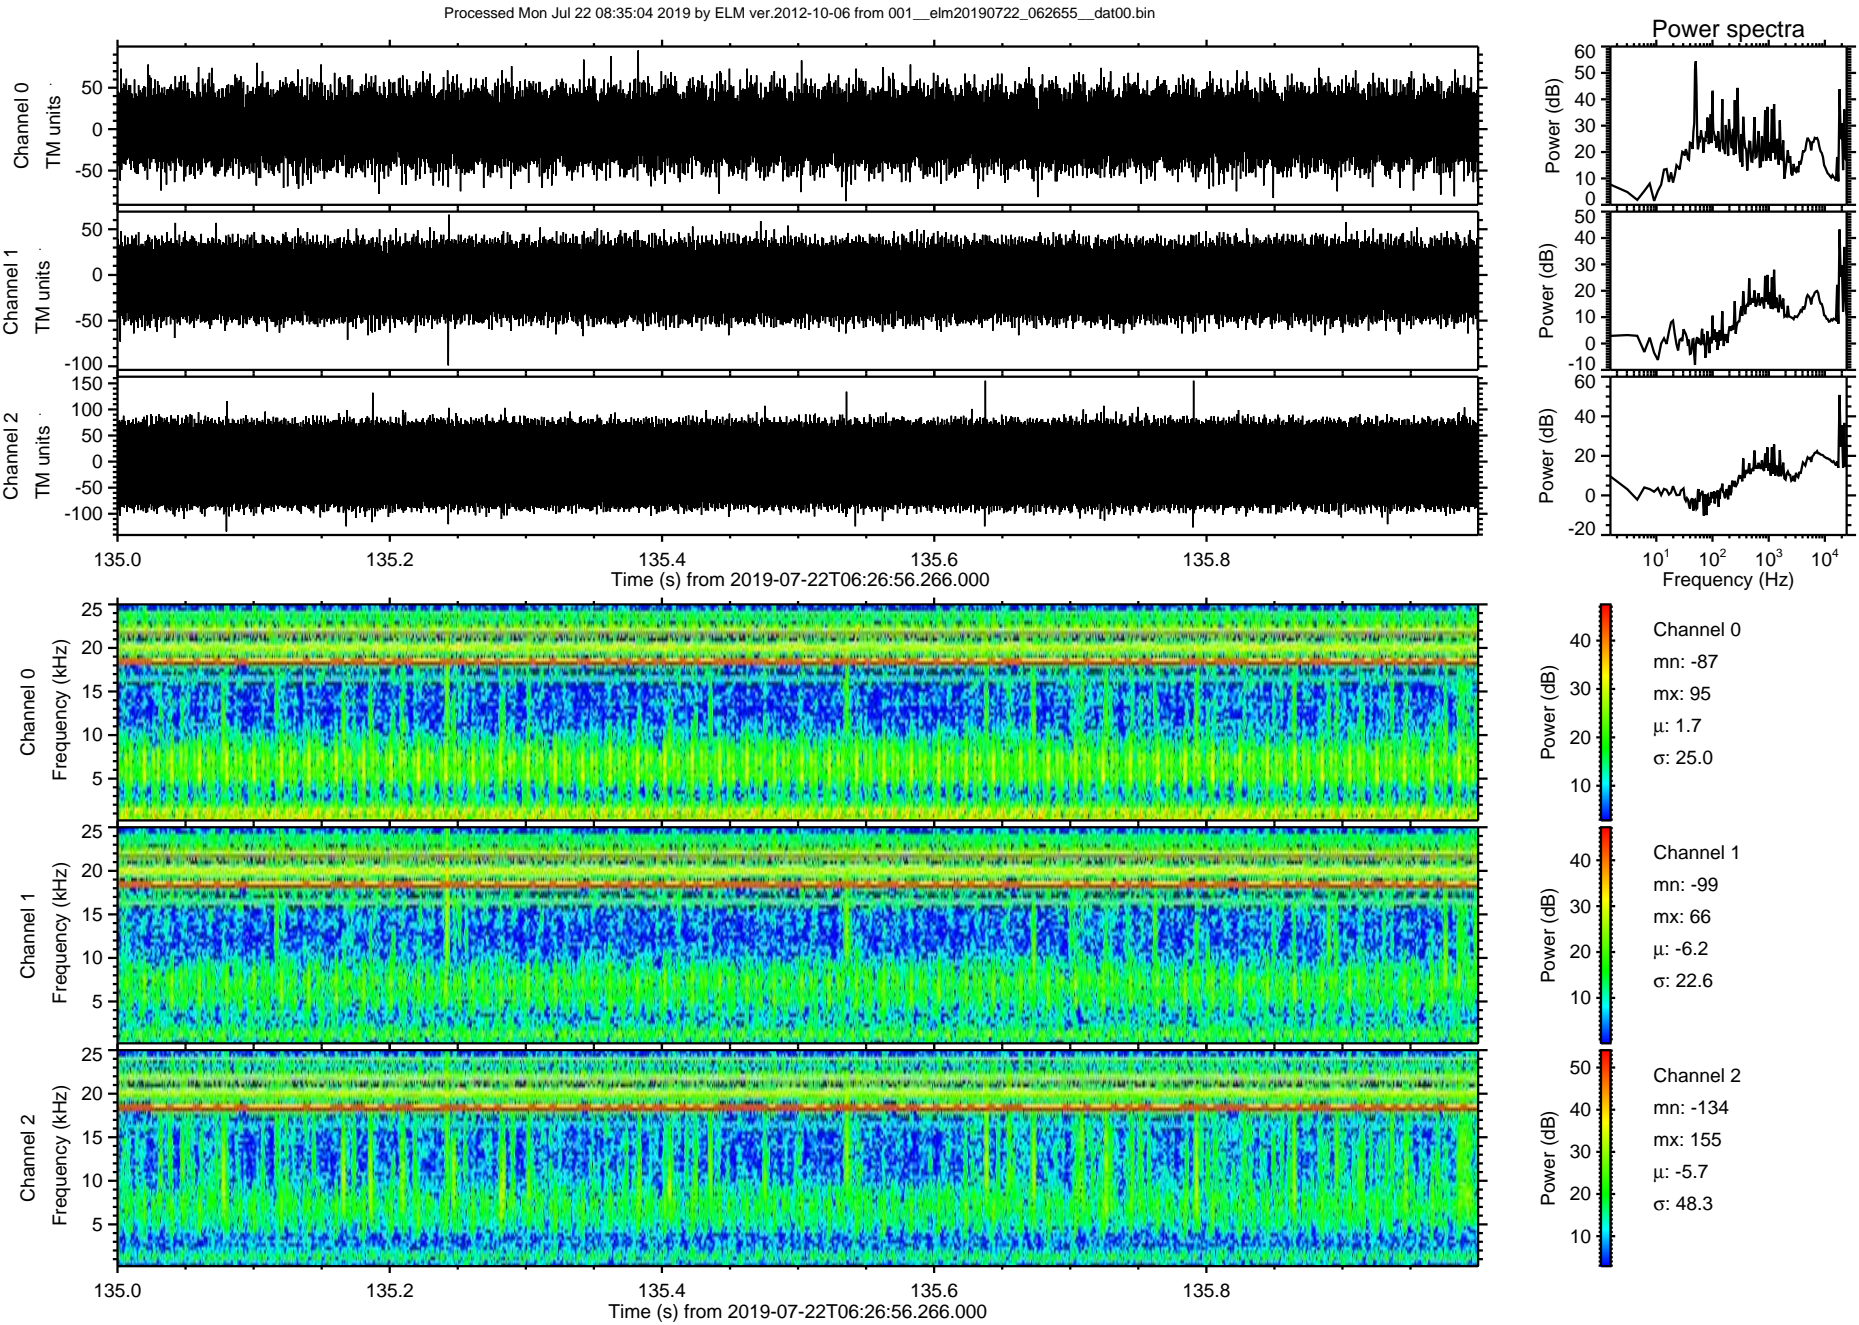 Processed Mon Jul 22 08:35:04 2019 by ELM ver.2012-10-06 from 001__elm20190722_062655__dat00.bin
Power spectra
Channel 0
TM units
50
0
-50
Power (dB)
60
50
40
30
20
10
0
Channel 1
TM units
50
0
-50
-100
Power (dB)
50
40
30
20
10
0
-10
Channel 2
TM units
150
100
50
0
-50
-100
Power (dB)
60
40
20
0
-20
135.0 135.2 135.4 135.6 135.8
Time (s) from 2019-07-22T06:26:56.266.000
10¹ 10² 10³ 10⁴
Frequency (Hz)
Channel 0
Frequency (kHz)
25
20
15
10
5
Power (dB)
40
30
20
10
Channel 0
mn: -87
mx: 95
μ: 1.7
σ: 25.0
Channel 1
Frequency (kHz)
25
20
15
10
5
Power (dB)
40
30
20
10
Channel 1
mn: -99
mx: 66
μ: -6.2
σ: 22.6
Channel 2
Frequency (kHz)
25
20
15
10
5
Power (dB)
50
40
30
20
10
Channel 2
mn: -134
mx: 155
μ: -5.7
σ: 48.3
135.0 135.2 135.4 135.6 135.8
Time (s) from 2019-07-22T06:26:56.266.000